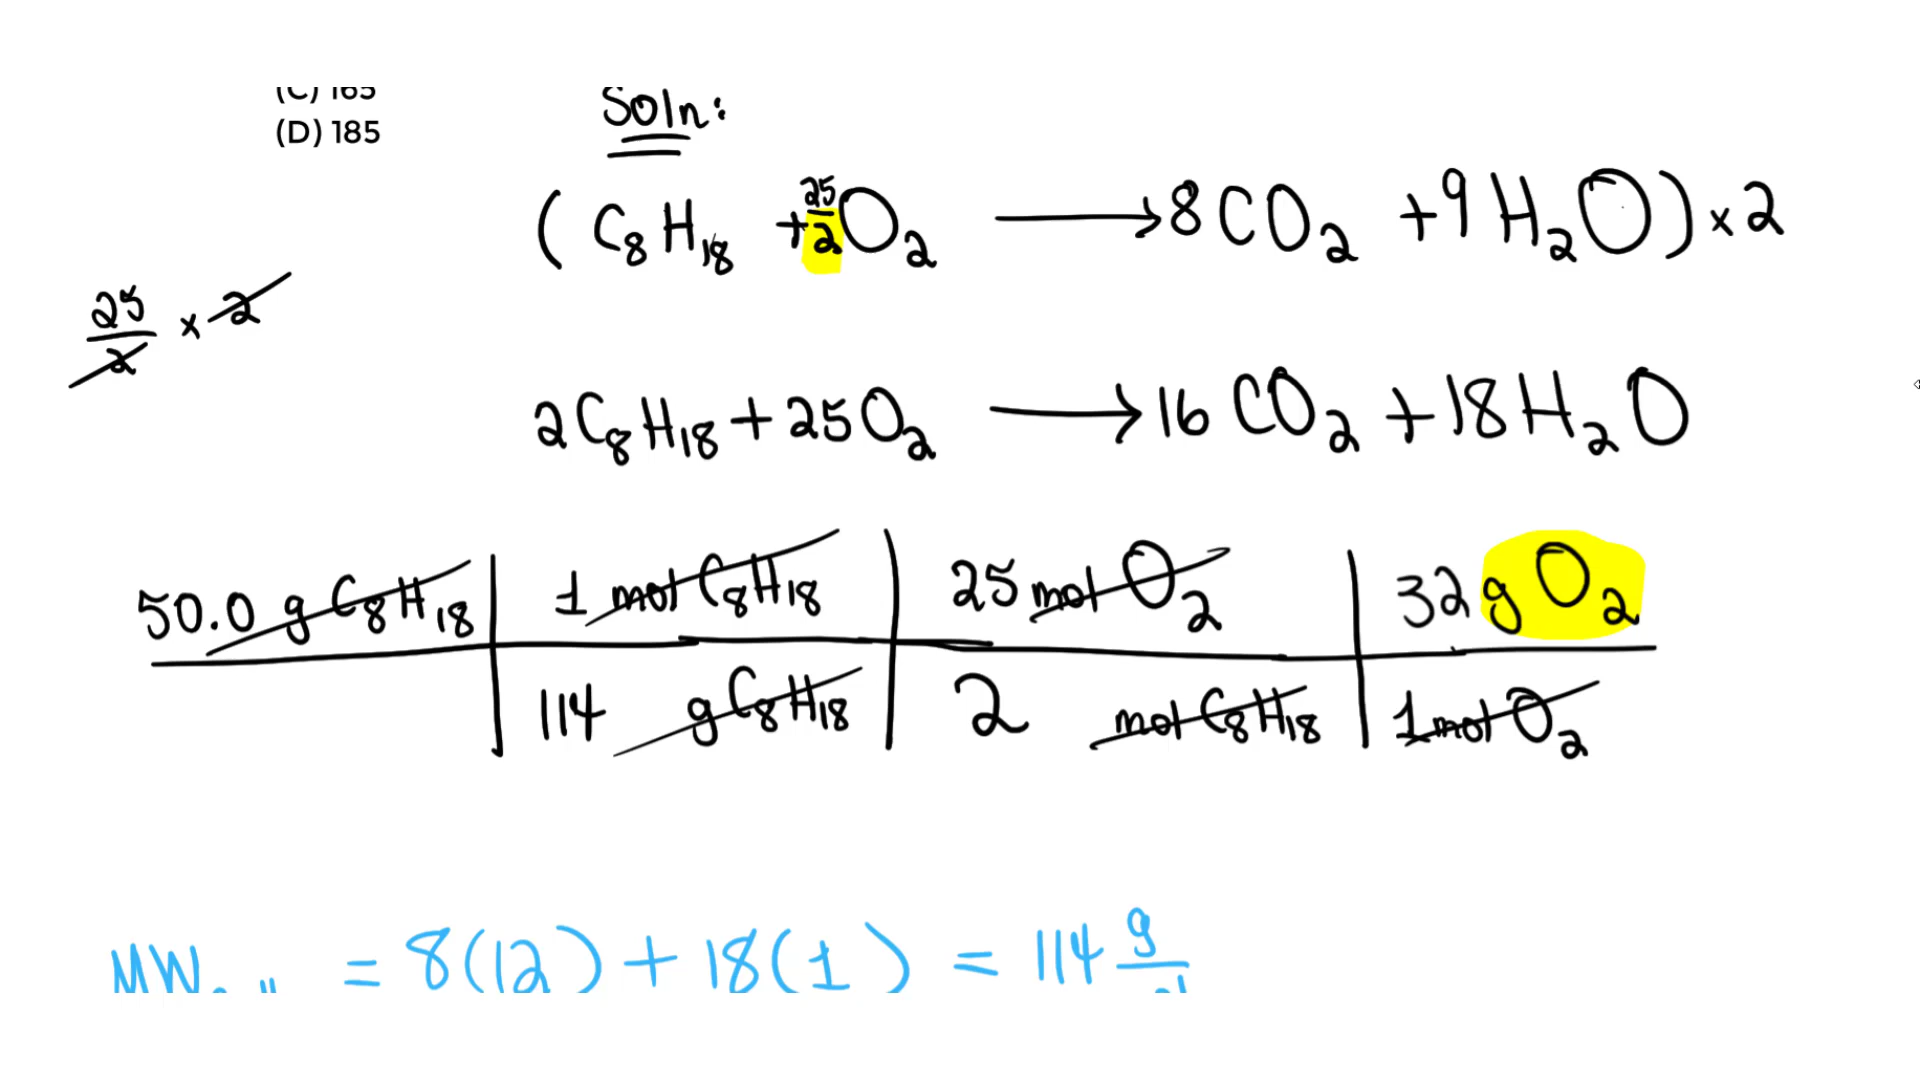 (C) 165
(D) 185
Soln:
( C₈H₁₈ + 25/2 O₂ → 8CO₂ + 9H₂O ) × 2
25/2 × 2
2C₈H₁₈ + 25O₂ → 16CO₂ + 18H₂O
50.0 g C₈H₁₈ | 1 mol C₈H₁₈ | 25 mol O₂ | 32 g O₂
114 g C₈H₁₈ | 2 mol C₈H₁₈ | 1 mol O₂
MW = 8(12) + 18(1) = 114 g